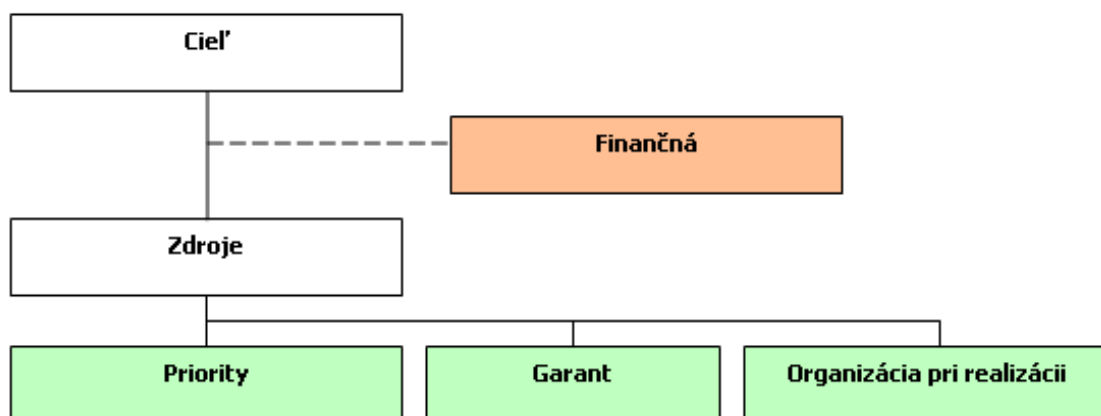 Cieľ
Finančná
Zdroje
Priority
Garant
Organizácia pri realizácii